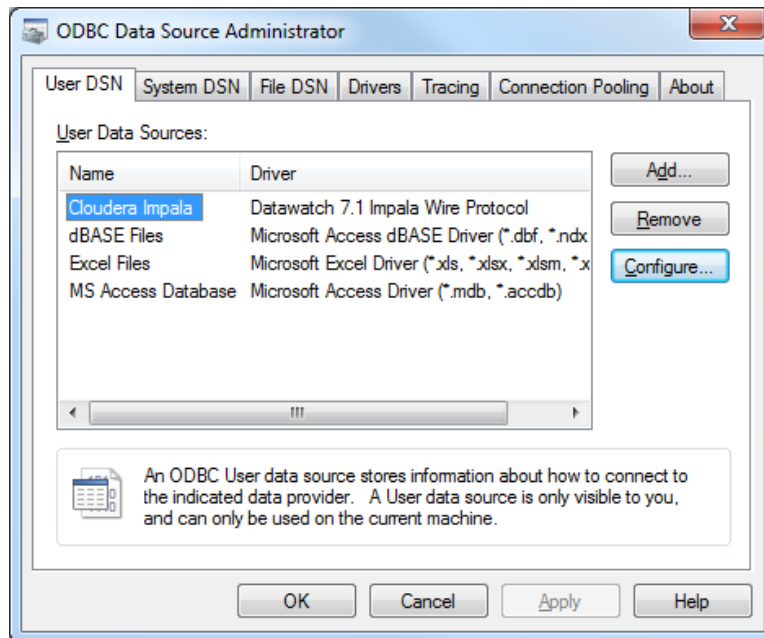 ODBC Data Source Administrator
User DSN System DSN File DSN Drivers Tracing Connection Pooling About
User Data Sources:
Name Driver
Cloudera Impala Datawatch 7.1 Impala Wire Protocol
dBASE Files Microsoft Access dBASE Driver (*.dbf, *.ndx
Excel Files Microsoft Excel Driver (*.xls, *.xlsx, *.xlsm, *.x
MS Access Database Microsoft Access Driver (*.mdb, *.accdb)
Add...
Remove
Configure...
An ODBC User data source stores information about how to connect to
the indicated data provider. A User data source is only visible to you,
and can only be used on the current machine.
OK Cancel Apply Help